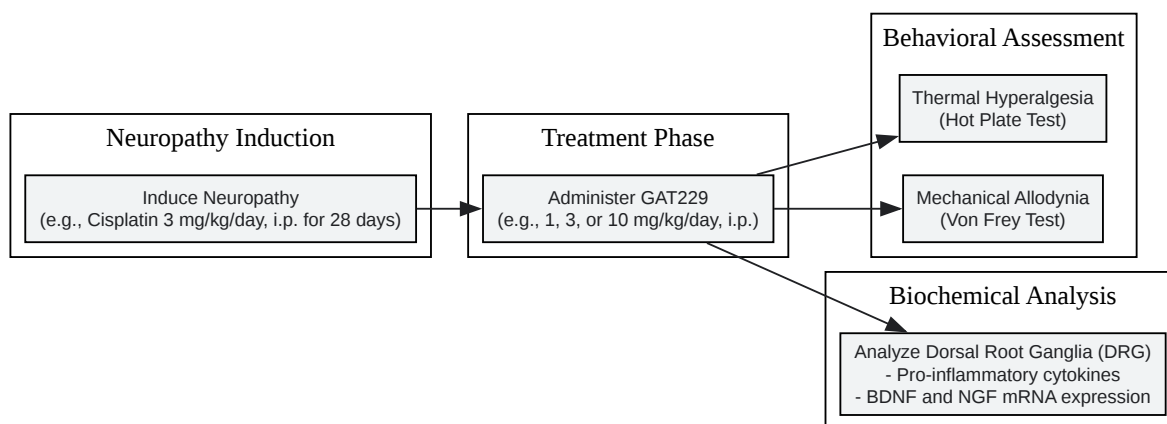 Neuropathy Induction
Induce Neuropathy
(e.g., Cisplatin 3 mg/kg/day, i.p. for 28 days)
Treatment Phase
Administer GAT229
(e.g., 1, 3, or 10 mg/kg/day, i.p.)
Behavioral Assessment
Thermal Hyperalgesia
(Hot Plate Test)
Mechanical Allodynia
(Von Frey Test)
Biochemical Analysis
Analyze Dorsal Root Ganglia (DRG)
- Pro-inflammatory cytokines
- BDNF and NGF mRNA expression